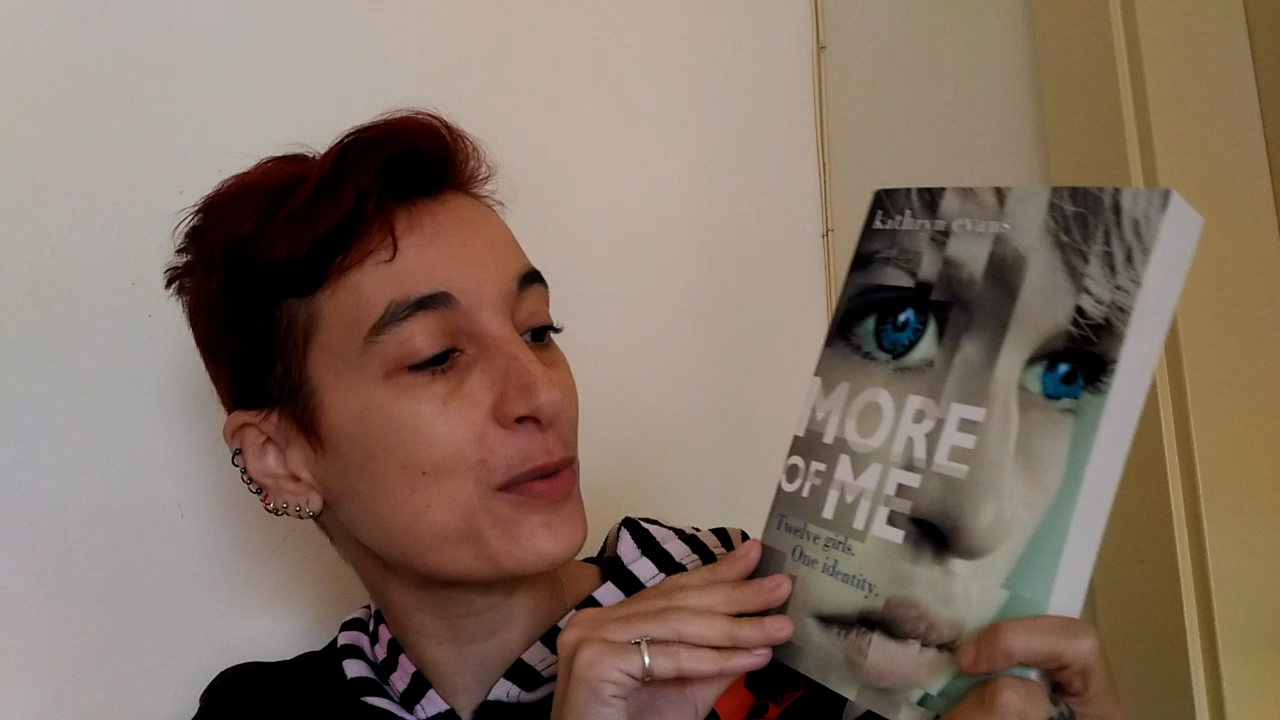 kathryn evans
MORE
OF ME
Twelve girls.
One identity.